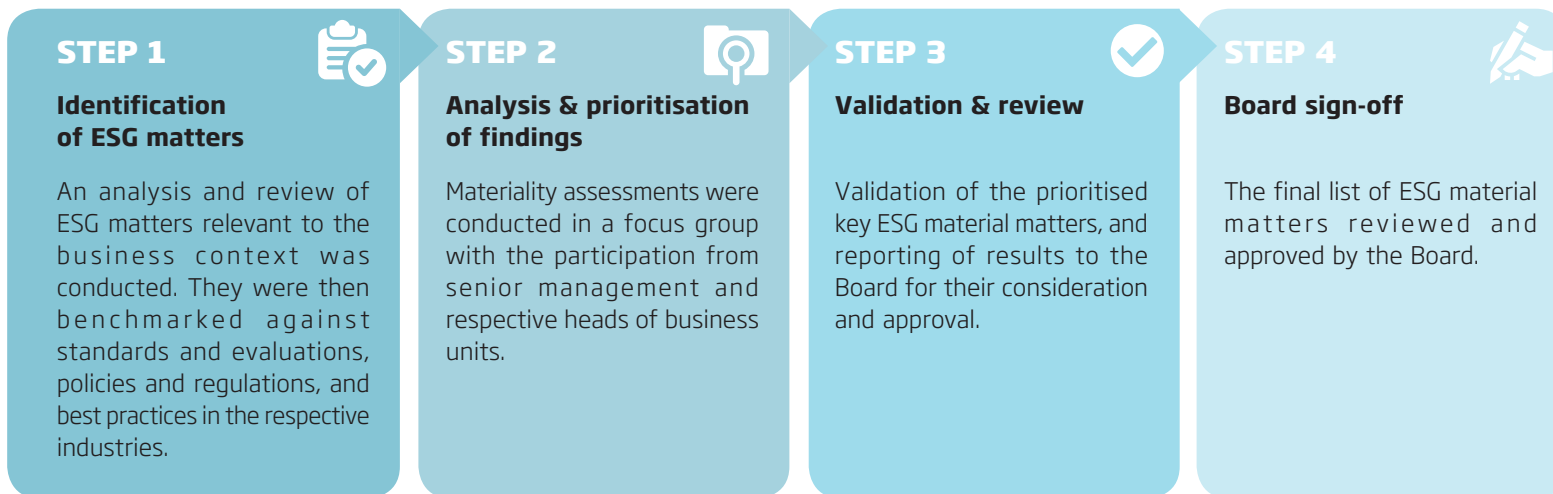 STEP 1
Identification
of ESG matters
An analysis and review of
ESG matters relevant to the
business context was
conducted. They were then
benchmarked against
standards and evaluations,
policies and regulations, and
best practices in the respective
industries.
STEP 2
Analysis & prioritisation
of findings
Materiality assessments were
conducted in a focus group
with the participation from
senior management and
respective heads of business
units.
STEP 3
Validation & review
Validation of the prioritised
key ESG material matters, and
reporting of results to the
Board for their consideration
and approval.
STEP 4
Board sign-off
The final list of ESG material
matters reviewed and
approved by the Board.